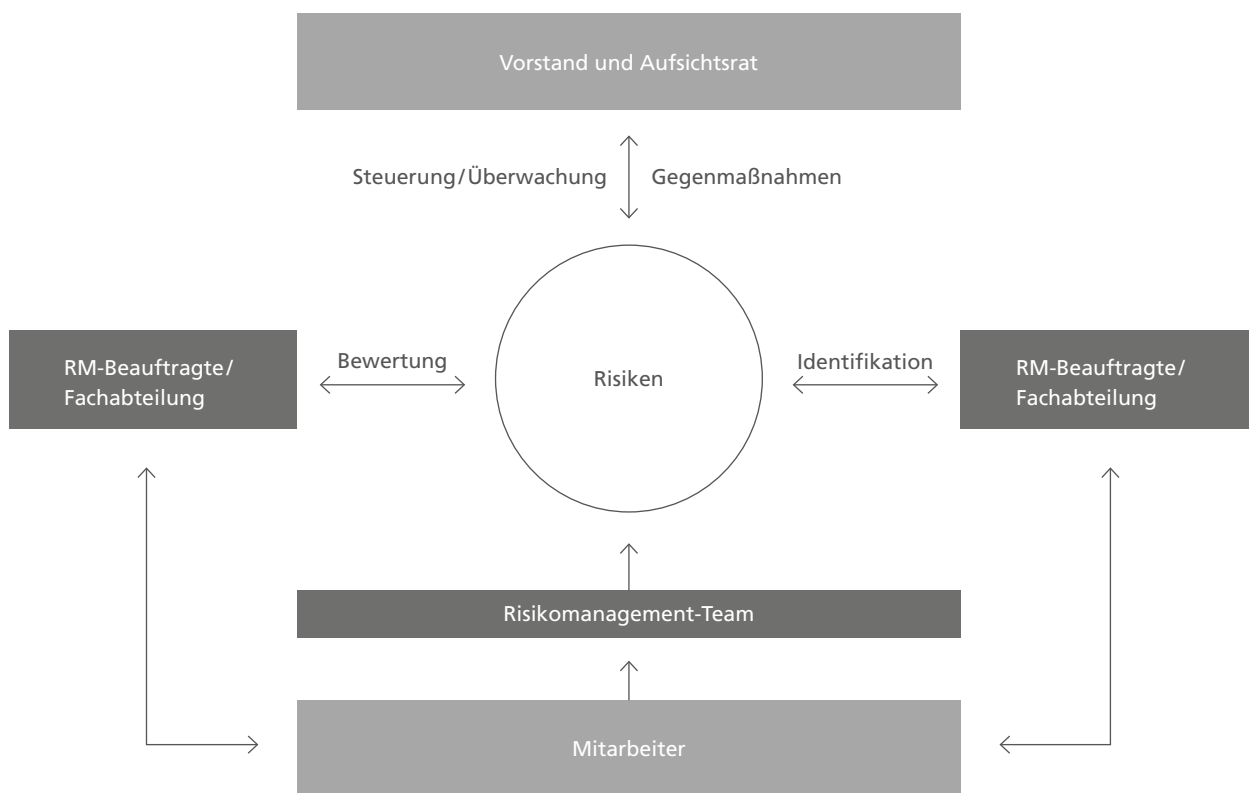 Vorstand und Aufsichtsrat
Steuerung/Überwachung
Gegenmaßnahmen
RM-Beauftragte/
Fachabteilung
Bewertung
Risiken
Identifikation
RM-Beauftragte/
Fachabteilung
Risikomanagement-Team
Mitarbeiter